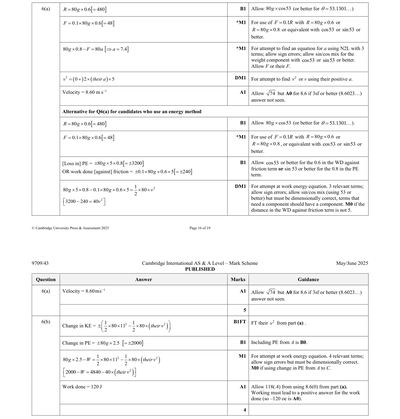 6(a) R = 80g × 0.6[= 480] B1 Allow 80g × cos53 (or better for θ = 53.1301…).
F = 0.1 × 80g × 0.6[= 48] *M1 For use of F = 0.1R with R = 80g × 0.6 or
R = 80g × 0.8 or equivalent with cos53 or sin53 or
better.
80g × 0.8 − F = 80a [⇒ a = 7.4] *M1 For attempt to find an equation for a using N2L with 3
terms; allow sign errors; allow sin/cos mix for the
weight component with cos53 or sin53 or better.
Allow F or their F.
v² = (0+)2 × (their a) × 5 DM1 For attempt to find v² or v using their positive a.
Velocity = 8.60 m s⁻¹ A1 Allow √74 but A0 for 8.6 if 3sf or better (8.6023…)
answer not seen.
Alternative for Q6(a) for candidates who use an energy method
R = 80g × 0.6[= 480] B1 Allow 80g × cos53 (or better for θ = 53.1301…).
F = 0.1 × 80g × 0.6[= 48] *M1 For use of F = 0.1R with R = 80g × 0.6 or
R = 80g × 0.8, or equivalent with cos53 or sin53 or
better.
[Loss in] PE = ±80g × 5 × 0.8[= ±3200]
OR work done [against] friction = ±0.1 × 80g × 0.6 × 5[= ±240] B1 Allow cos53 or better for the 0.6 in the WD against
friction term or sin 53 or better for the 0.8 in the PE
term.
80g × 5 × 0.8 − 0.1 × 80g × 0.6 × 5 = 1/2 × 80 × v²
[3200 − 240 = 40v²] DM1 For attempt at work energy equation. 3 relevant terms;
allow sign errors; allow sin/cos mix (using 53 or
better) but must be dimensionally correct, terms that
need a component should have a component. M0 if the
distance in the WD against friction term is not 5.
© Cambridge University Press & Assessment 2025 Page 16 of 19
9709/43 Cambridge International AS & A Level – Mark Scheme May/June 2025
PUBLISHED
Question Answer Marks Guidance
6(a) Velocity = 8.60 m s⁻¹ A1 Allow √74 but A0 for 8.6 if 3sf or better (8.6023…)
answer not seen.
5
6(b) Change in KE = ±(1/2 × 80 × 11² − 1/2 × 80 × (their v²)) B1FT FT their v² from part (a).
Change in PE = ±80g × 2.5 [= ±2000] B1 Including PE from A is B0.
80g × 2.5 − W = 1/2 × 80 × 11² − 1/2 × 80 × (their v²)
[2000 − W = 4840 − 40 × (their v²)] M1 For attempt at work energy equation. 4 relevant terms;
allow sign errors but must be dimensionally correct.
M0 if using change in PE from A to C.
Work done = 120 J A1 Allow 118(.4) from using 8.6(0) from part (a).
Working must lead to a positive answer for the work
done (so −120 or is A0).
4